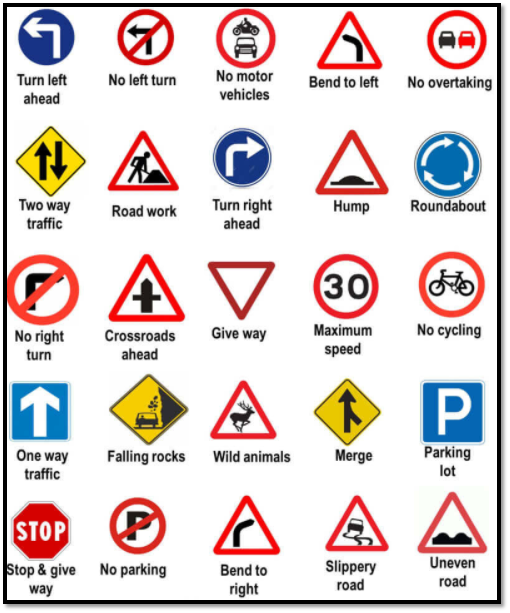 Turn left
ahead
No left turn
No motor
vehicles
Bend to left
No overtaking
Two way
traffic
Road work
Turn right
ahead
Hump
Roundabout
No right
turn
Crossroads
ahead
Give way
30
Maximum
speed
No cycling
One way
traffic
Falling rocks
Wild animals
Merge
P
Parking
lot
STOP
Stop & give
way
P
No parking
Bend to
right
Slippery
road
Uneven
road